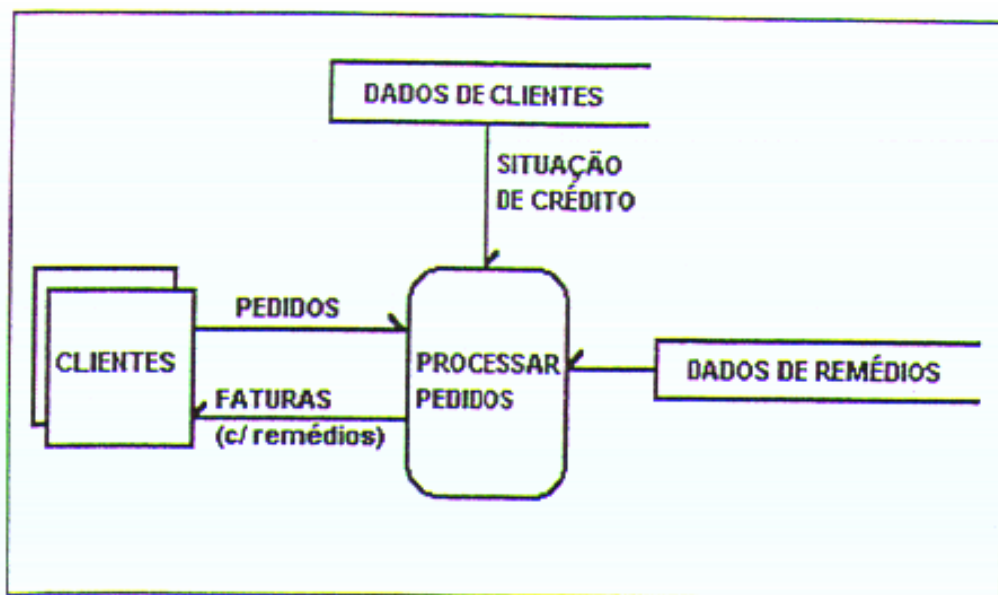 DADOS DE CLIENTES
SITUAÇÃO
DE CRÉDITO
PEDIDOS
CLIENTES
PROCESSAR
PEDIDOS
DADOS DE REMÉDIOS
FATURAS
(c/ remédios)